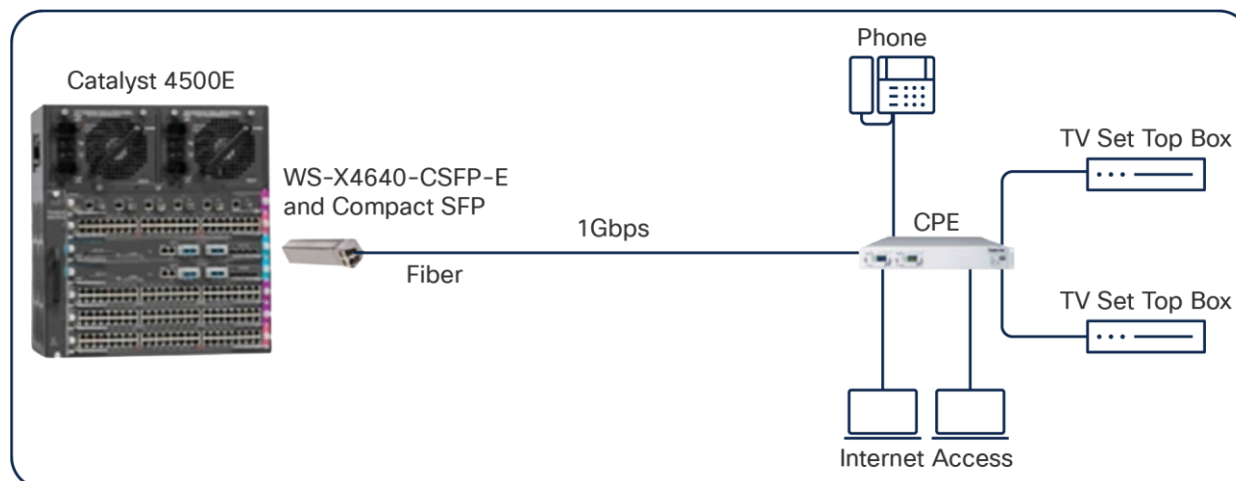 Phone
Catalyst 4500E
TV Set Top Box
WS-X4640-CSFP-E
and Compact SFP
1Gbps
CPE
Fiber
TV Set Top Box
Internet Access